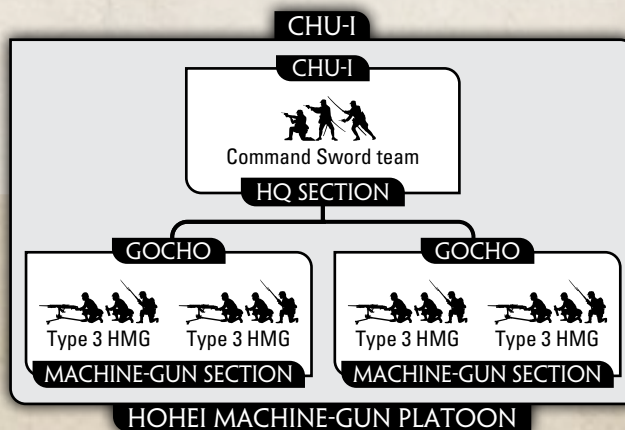 CHU-I
CHU-I
Command Sword team
HQ SECTION
GOCHO GOCHO
Type 3 HMG Type 3 HMG Type 3 HMG Type 3 HMG
MACHINE-GUN SECTION MACHINE-GUN SECTION
HOHEI MACHINE-GUN PLATOON